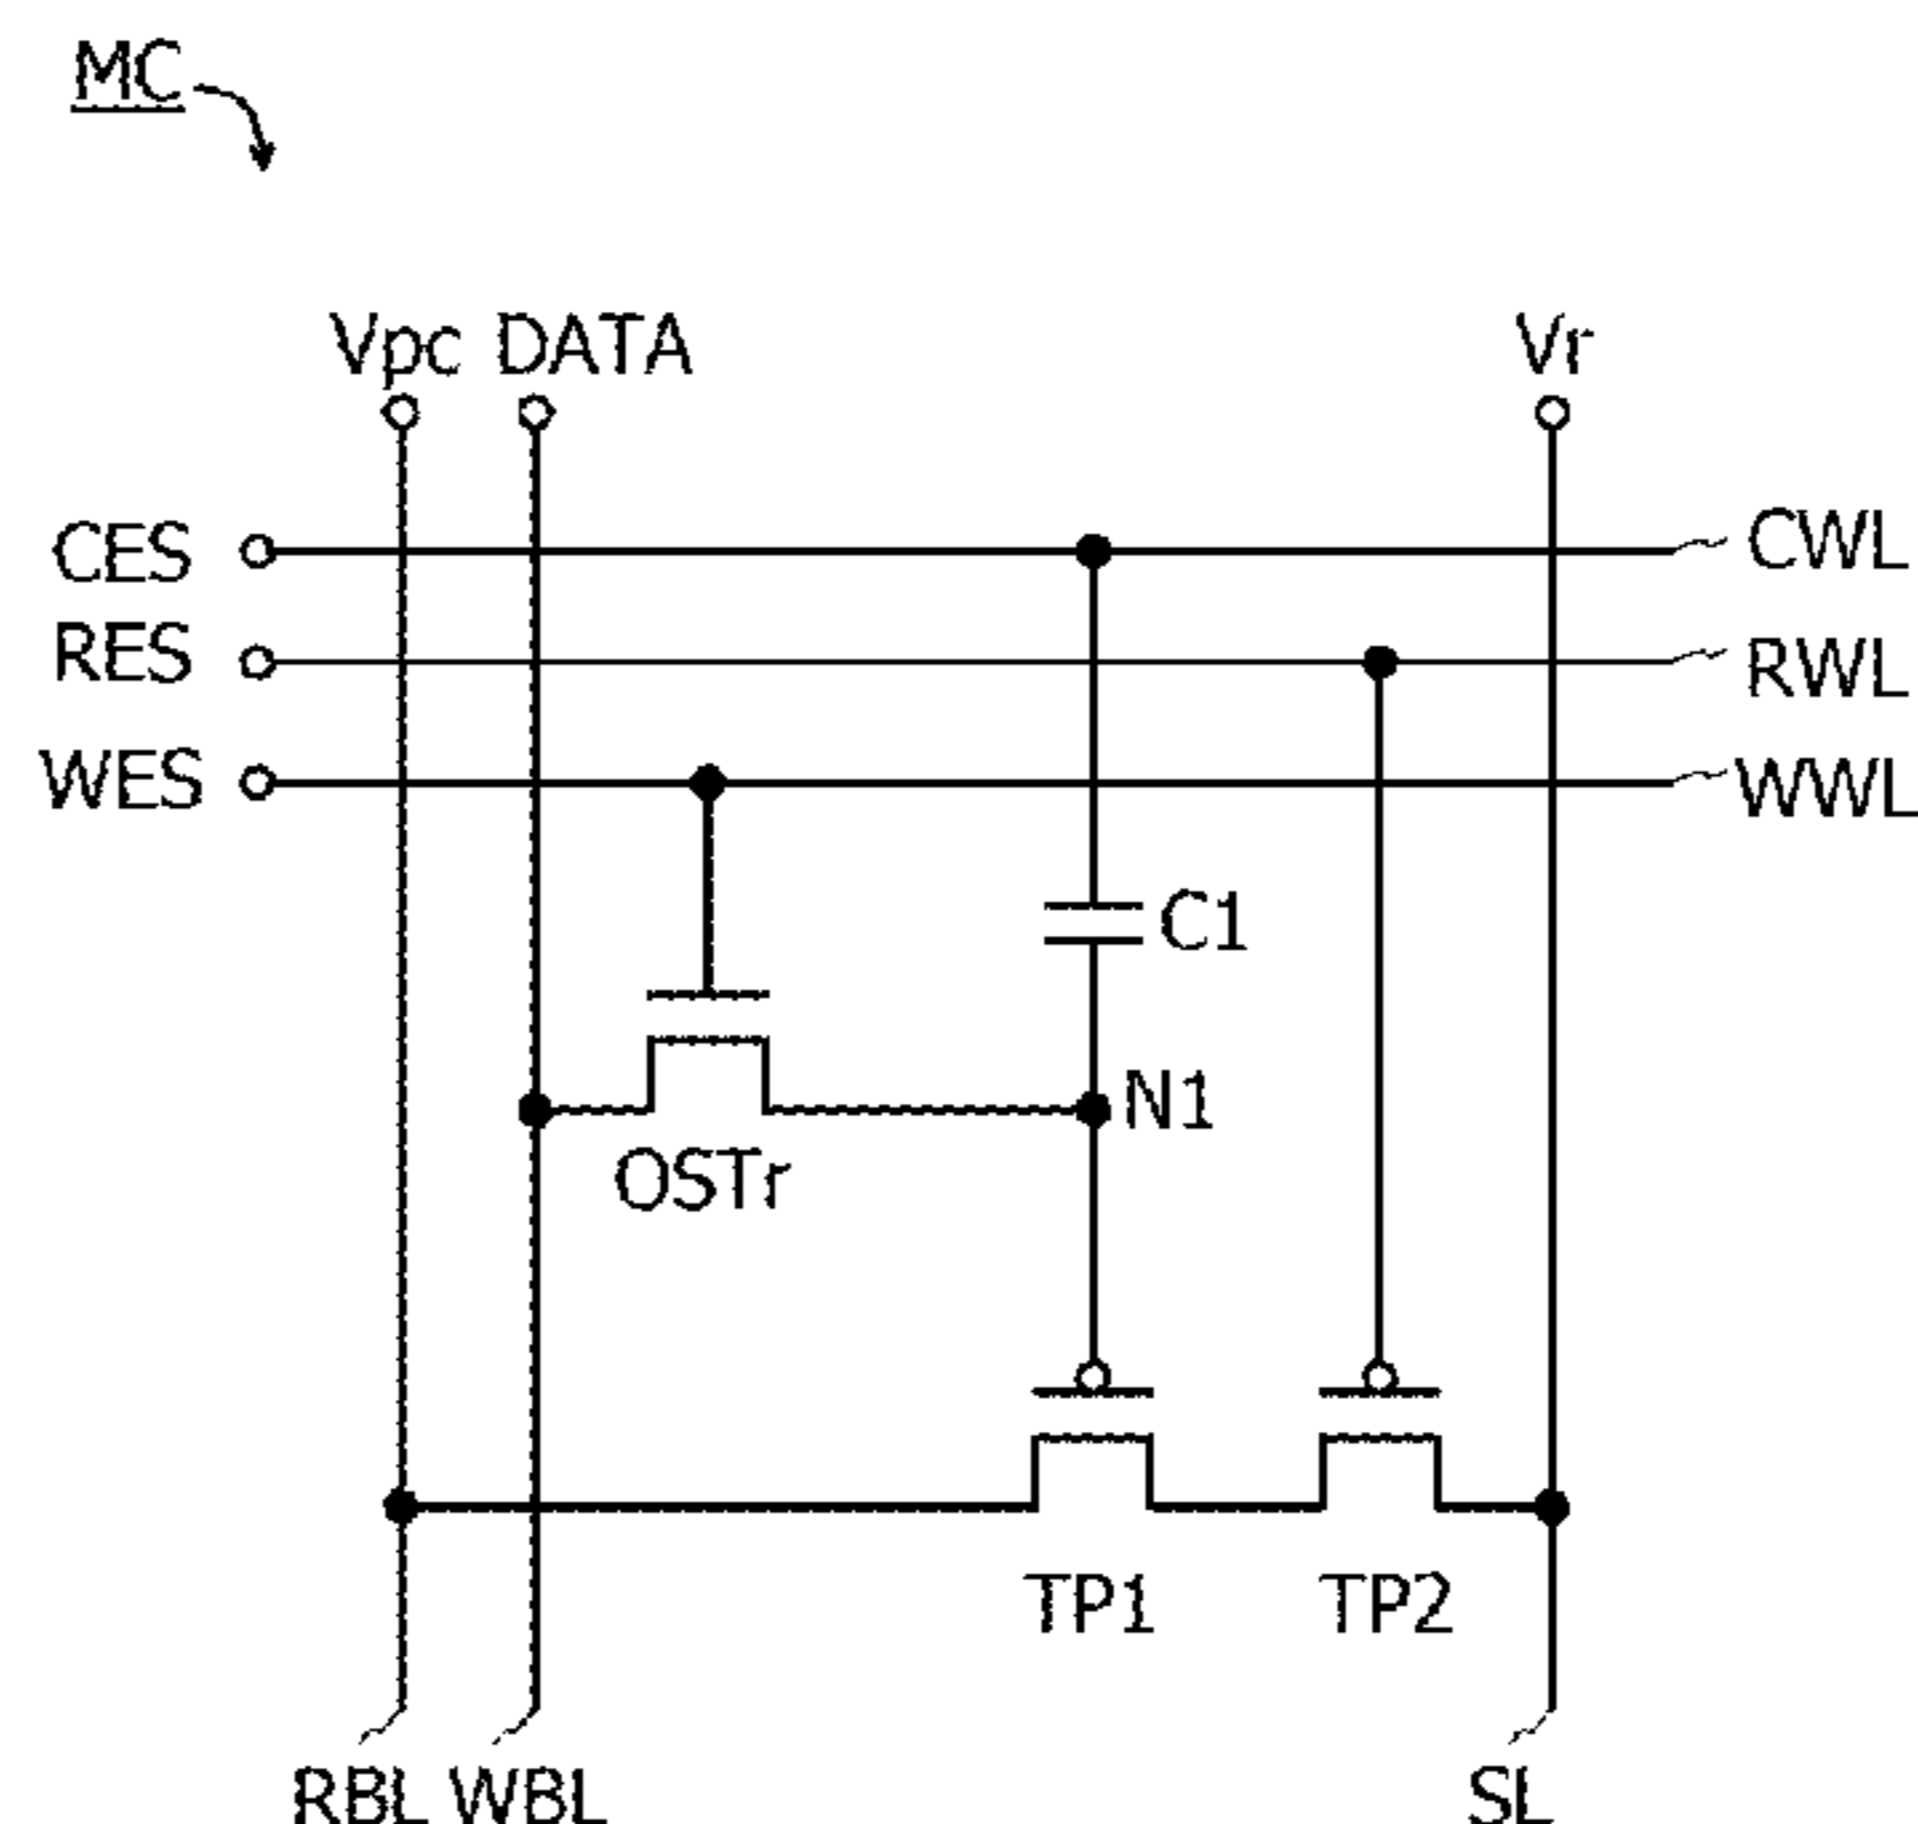 MC
Vpc DATA Vr
CES CWL
RES RWL
WES WWL
C1
N1
OSTr
TP1 TP2
RBL WBL SL